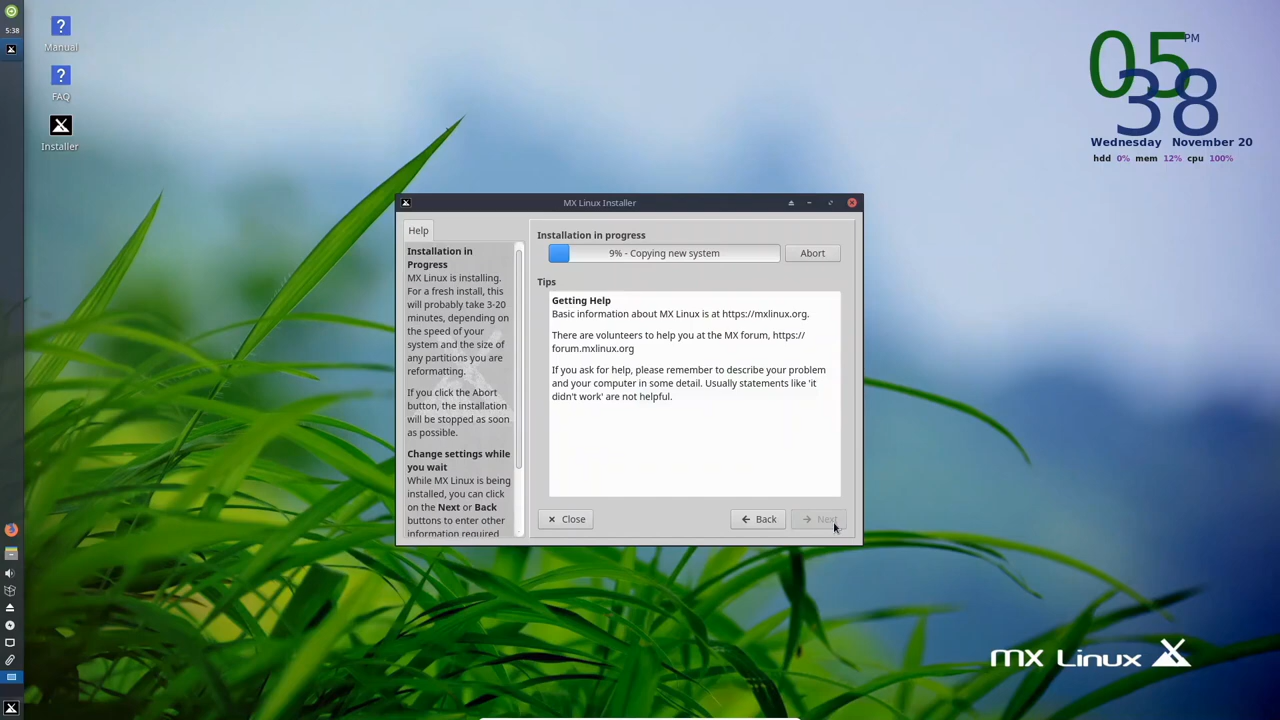 5:38
Manual
FAQ
Installer
05 PM
38
Wednesday November 20
hdd 0% mem 12% cpu 100%
MX Linux Installer
Help
Installation in
Progress
MX Linux is installing.
For a fresh install, this
will probably take 3-20
minutes, depending on
the speed of your
system and the size of
any partitions you are
reformatting.
If you click the Abort
button, the installation
will be stopped as soon
as possible.
Change settings while
you wait
While MX Linux is being
installed, you can click
on the Next or Back
buttons to enter other
information required
Installation in progress
9% - Copying new system
Abort
Tips
Getting Help
Basic information about MX Linux is at https://mxlinux.org.
There are volunteers to help you at the MX forum, https://
forum.mxlinux.org
If you ask for help, please remember to describe your problem
and your computer in some detail. Usually statements like 'it
didn't work' are not helpful.
Close
Back
Next
MX Linux